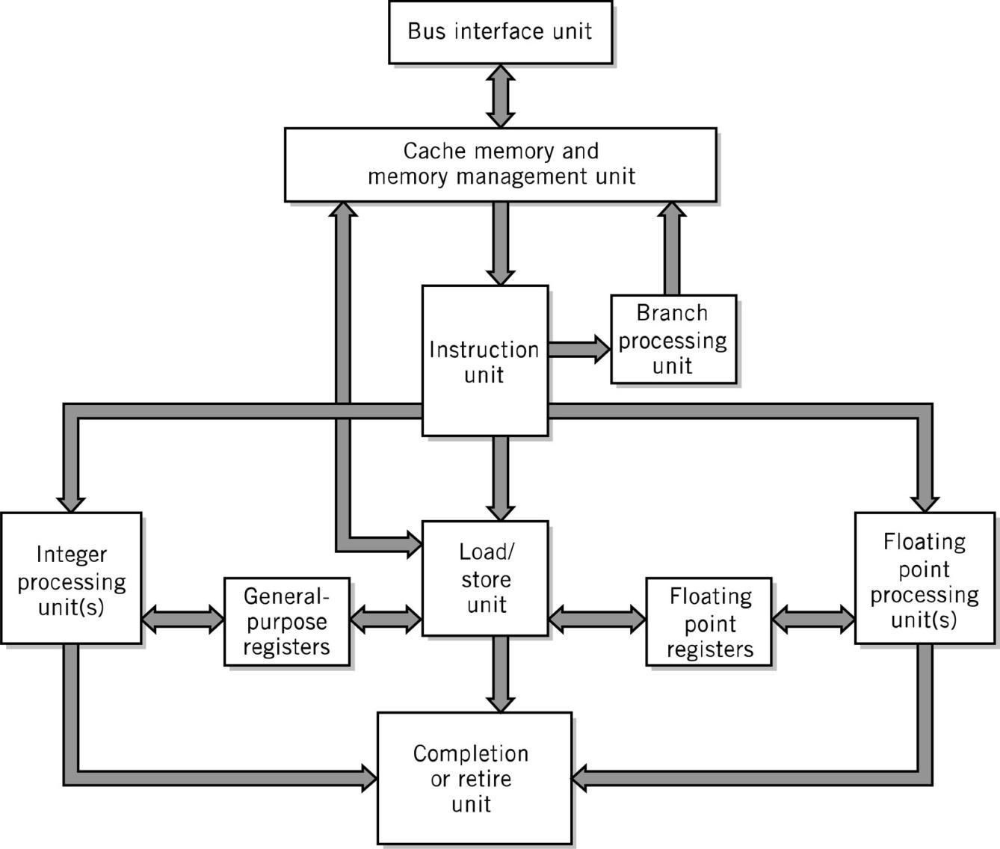 Bus interface unit
Cache memory and
memory management unit
Branch
processing
unit
Instruction
unit
Integer
processing
unit(s)
General-
purpose
registers
Load/
store
unit
Floating
point
registers
Floating
point
processing
unit(s)
Completion
or retire
unit